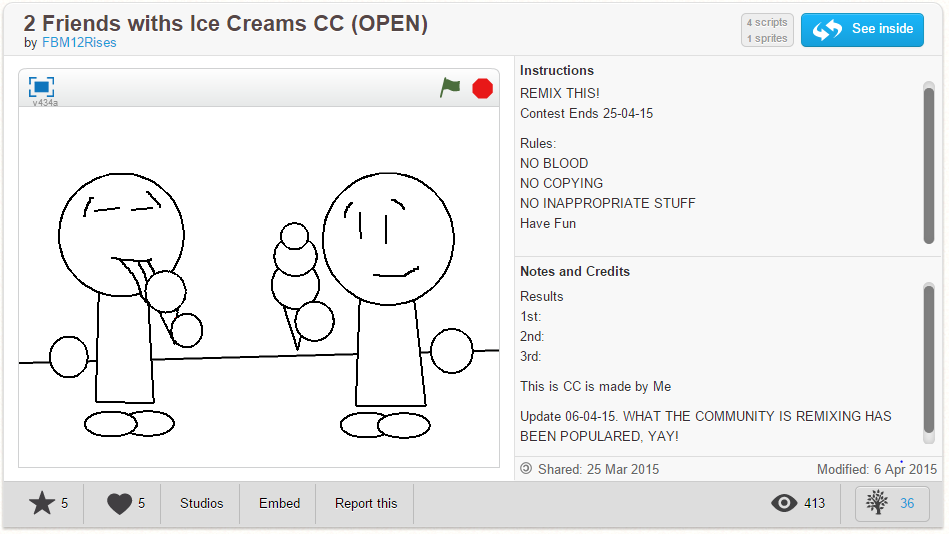 2 Friends withs Ice Creams CC (OPEN)
by FBM12Rises
4 scripts
1 sprites
See inside
v434a
Instructions
REMIX THIS!
Contest Ends 25-04-15
Rules:
NO BLOOD
NO COPYING
NO INAPPROPRIATE STUFF
Have Fun
Notes and Credits
Results
1st:
2nd:
3rd:
This is CC is made by Me
Update 06-04-15. WHAT THE COMMUNITY IS REMIXING HAS
BEEN POPULARED, YAY!
Shared: 25 Mar 2015 Modified: 6 Apr 2015
5 5 Studios Embed Report this 413 36